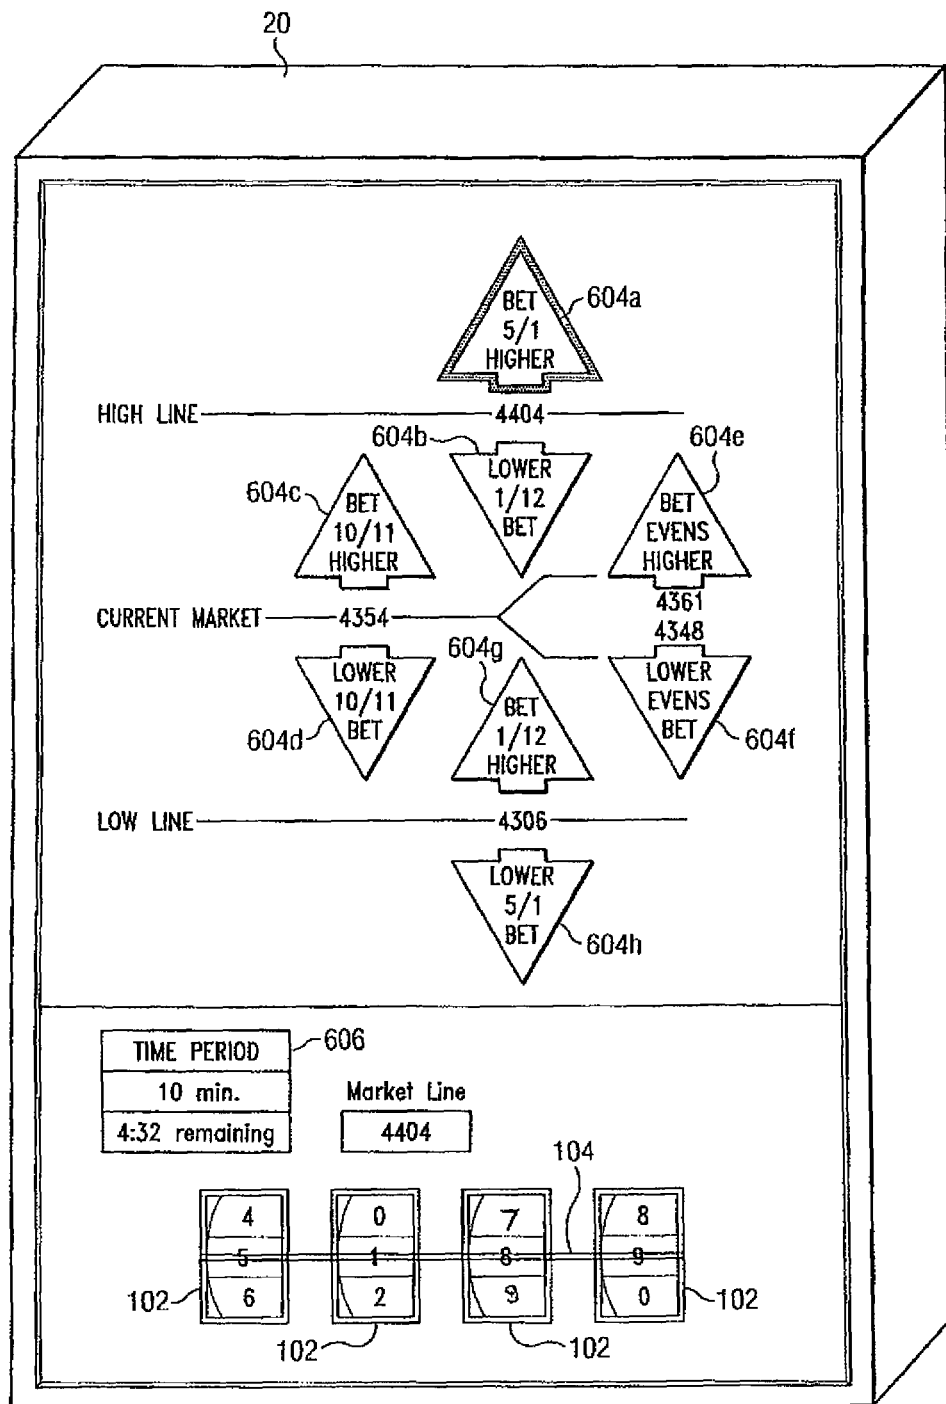 20
BET
5/1
HIGHER
604a
HIGH LINE
4404
604b
604e
604c
BET
10/11
HIGHER
LOWER
1/12
BET
BET
EVENS
HIGHER
CURRENT MARKET
4354
4361
4348
604g
LOWER
10/11
BET
604d
BET
1/12
HIGHER
LOWER
EVENS
BET
604f
LOW LINE
4306
LOWER
5/1
BET
604h
TIME PERIOD
606
10 min.
4:32 remaining
Market Line
4404
104
4 0 7 8
5 1 8 9
6 2 9 0
102
102
102
102